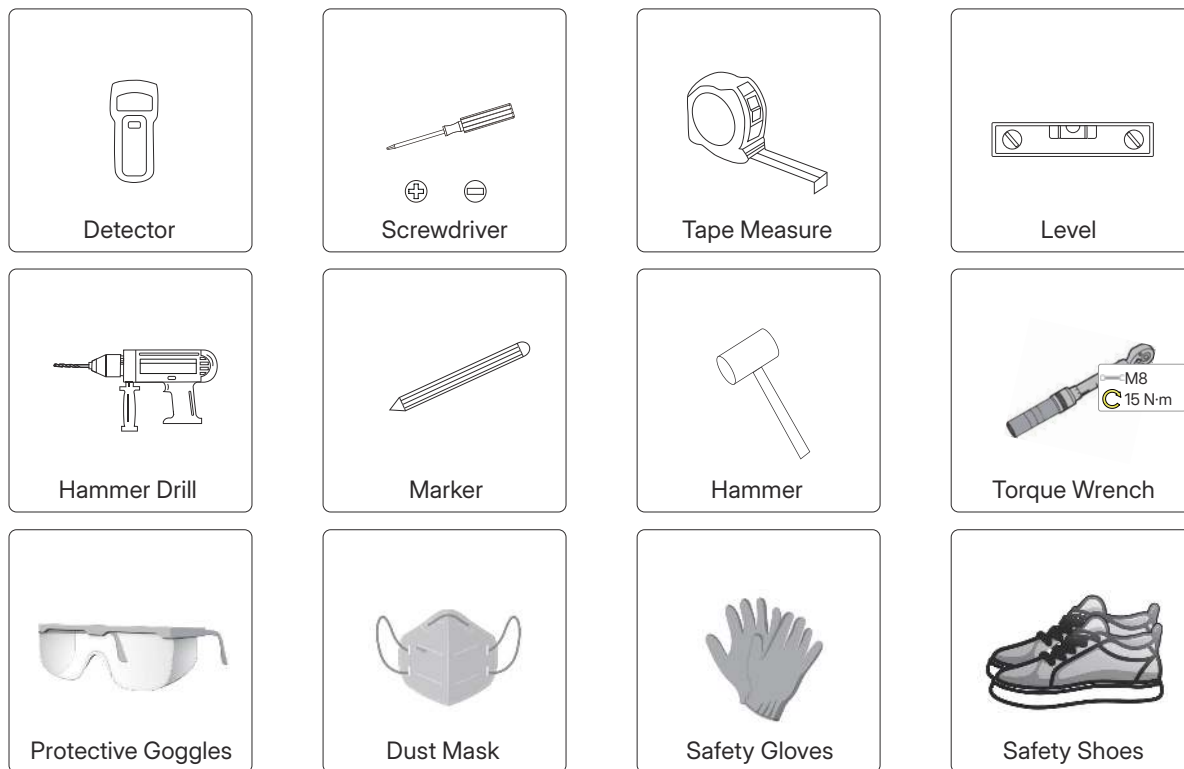 Detector
Screwdriver
Tape Measure
Level
Hammer Drill
Marker
Hammer
M8
15 N·m
Torque Wrench
Protective Goggles
Dust Mask
Safety Gloves
Safety Shoes